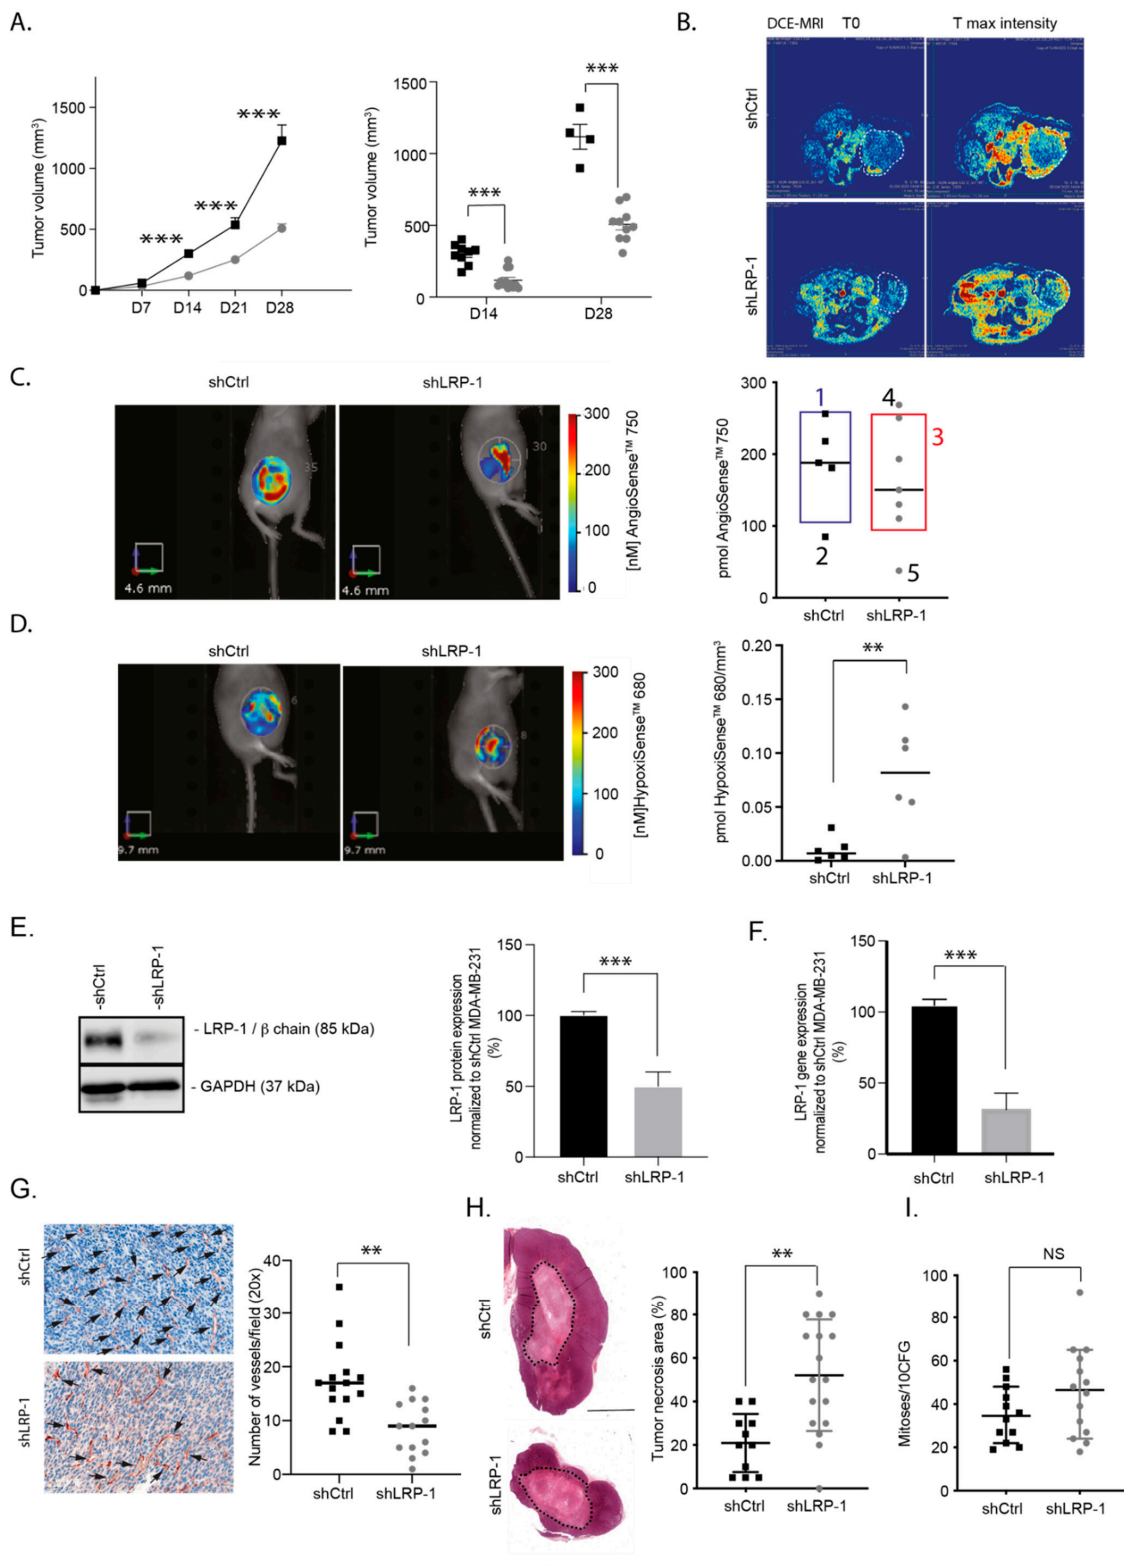 A.
Tumor volume (mm³)
1500
1000
500
0
D7 D14 D21 D28
***
***
***
Tumor volume (mm³)
1500
1000
500
0
D14 D28
***
***
B.
DCE-MRI T0 T max intensity
shCtrl
shLRP-1
C.
shCtrl shLRP-1
35
30
4.6 mm
4.6 mm
300
200
100
0
[nM] AngioSense™ 750
pmol AngioSense™ 750
300
200
100
0
1
2
3
4
5
shCtrl shLRP-1
D.
shCtrl shLRP-1
6
8
9.7 mm
9.7 mm
300
200
100
0
[nM]HypoxiSense™ 680
pmol HypoxiSense™ 680/mm³
0.20
0.15
0.10
0.05
0.00
**
shCtrl shLRP-1
E.
-shCtrl
-shLRP-1
- LRP-1 / β chain (85 kDa)
- GAPDH (37 kDa)
LRP-1 protein expression
normalized to shCtrl MDA-MB-231
(%)
150
100
50
0
***
shCtrl shLRP-1
F.
LRP-1 gene expression
normalized to shCtrl MDA-MB-231
(%)
150
100
50
0
***
shCtrl shLRP-1
G.
shCtrl
shLRP-1
Number of vessels/field (20x)
40
30
20
10
0
**
shCtrl shLRP-1
H.
shCtrl
shLRP-1
Tumor necrosis area (%)
100
80
60
40
20
0
**
shCtrl shLRP-1
I.
Mitoses/10CFG
100
80
60
40
20
0
NS
shCtrl shLRP-1